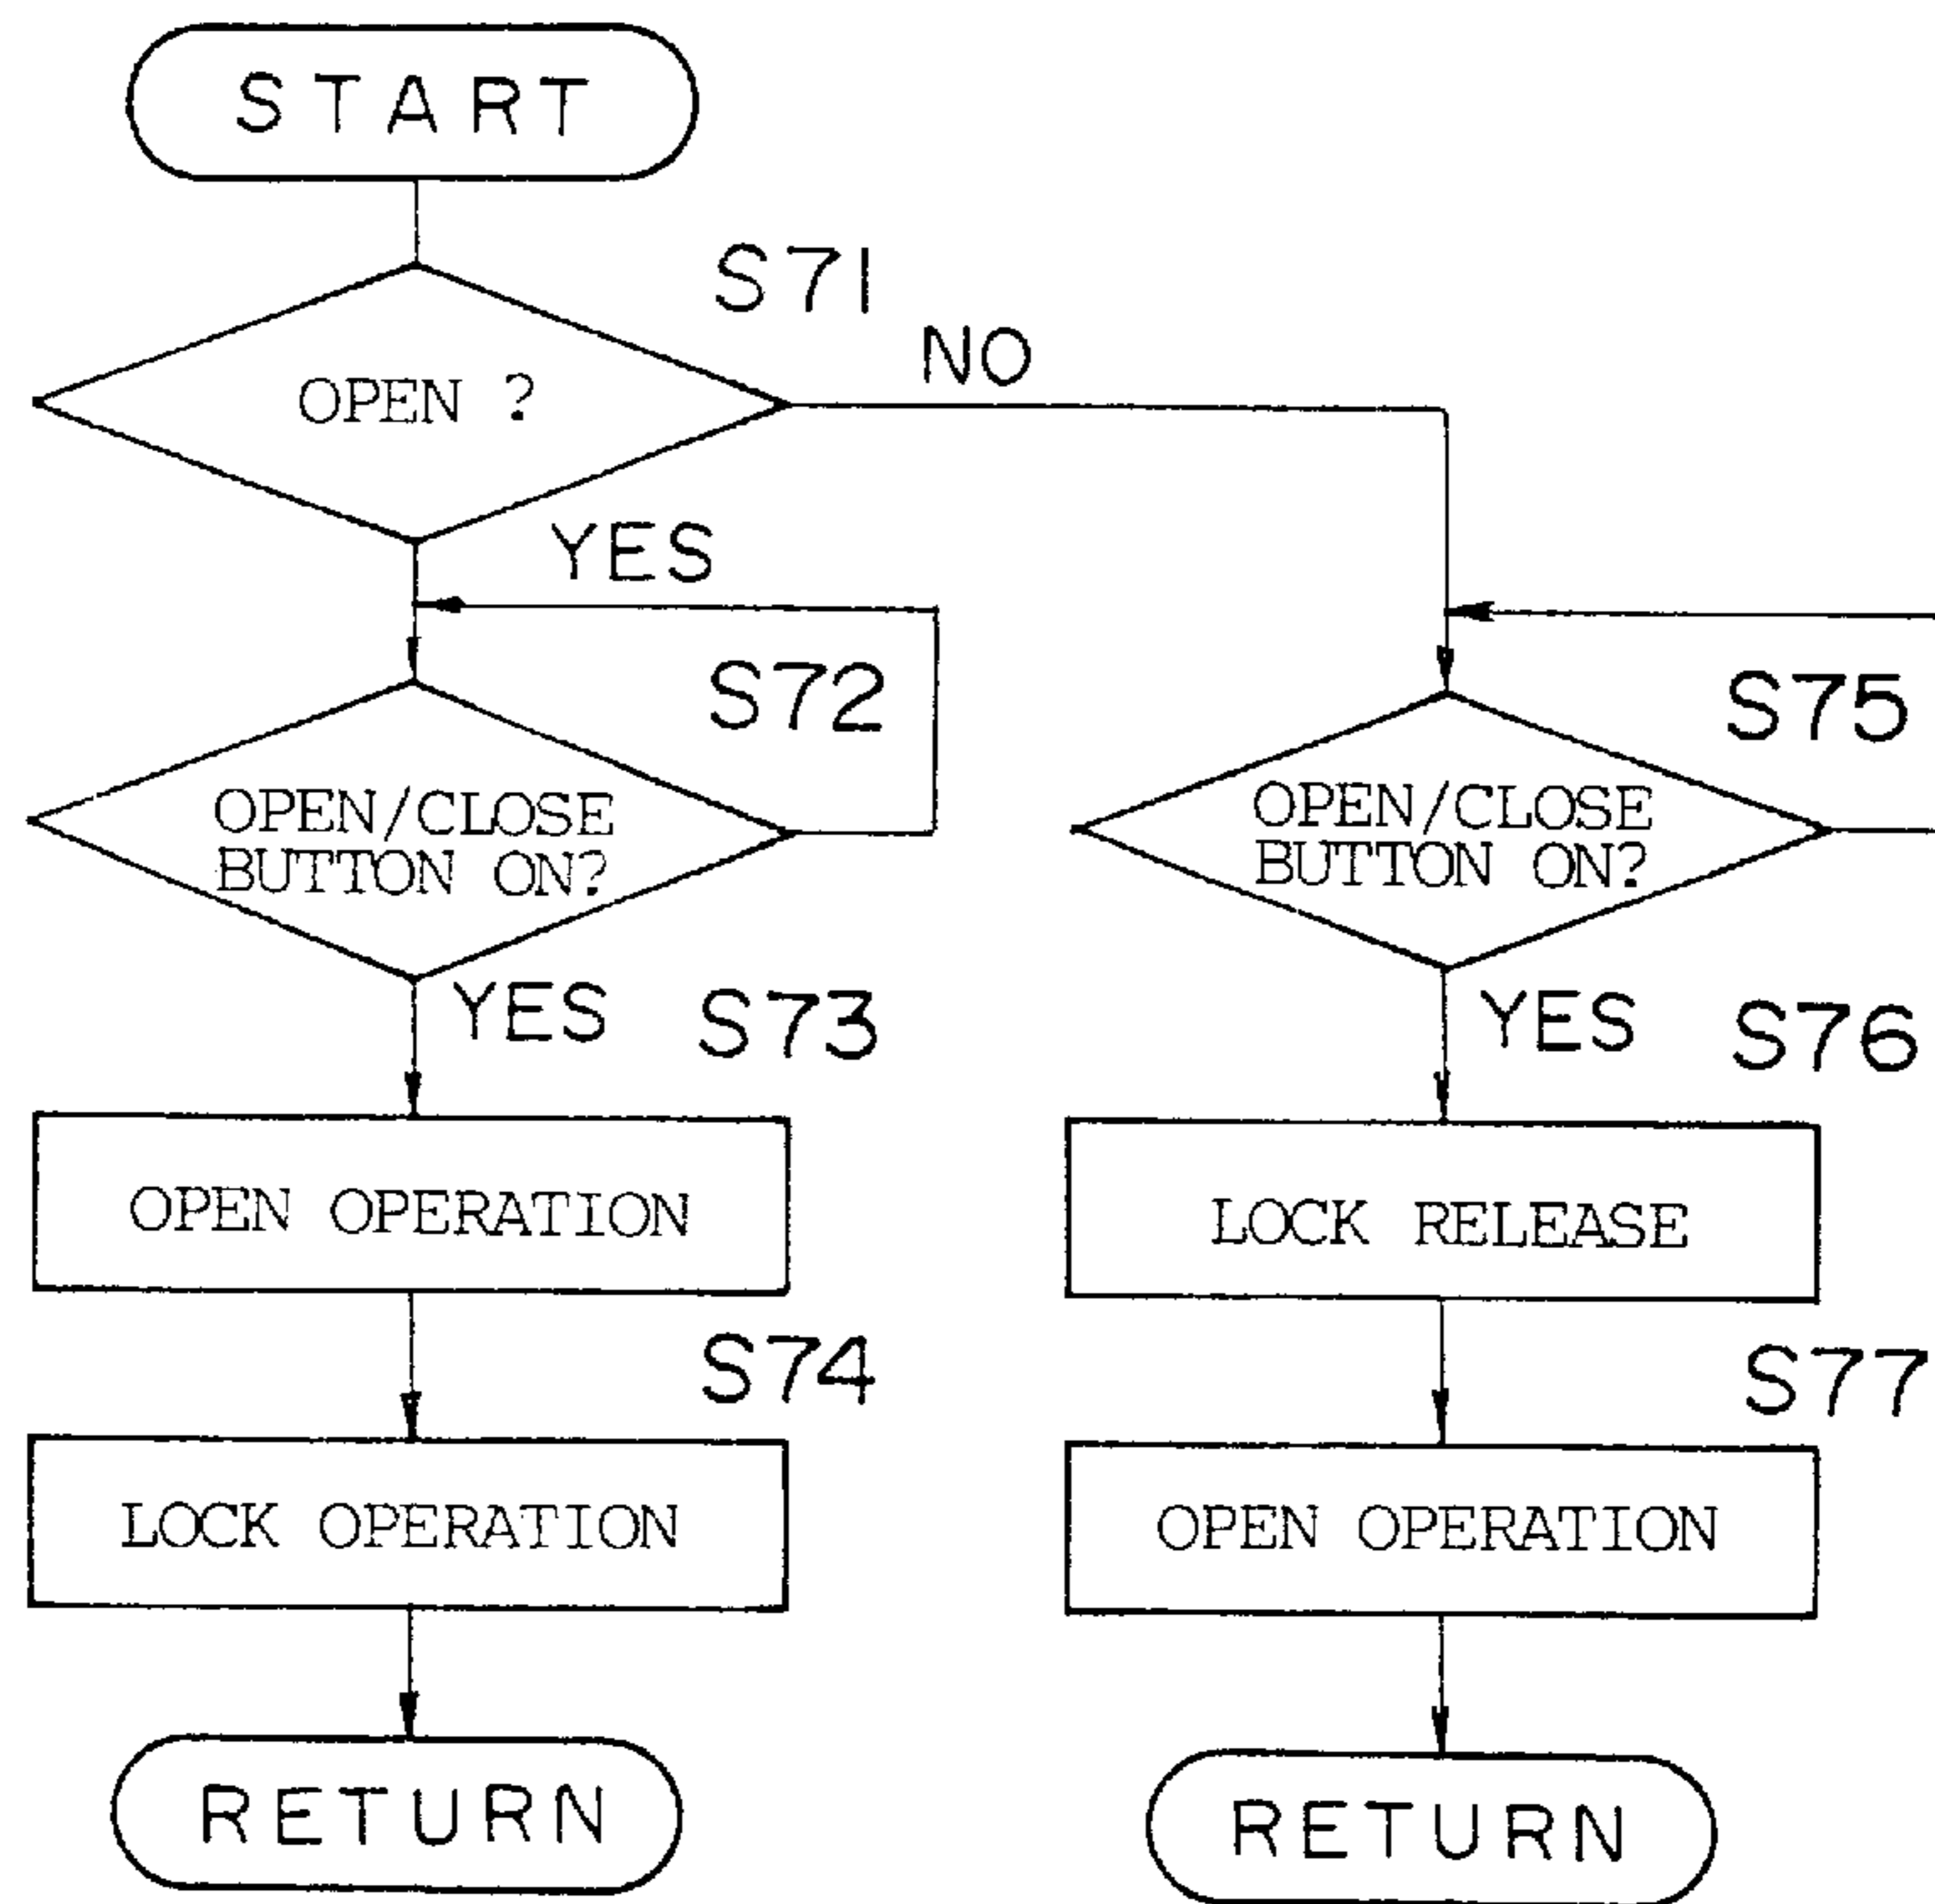 START
S71
OPEN ?
NO
YES
S72
OPEN/CLOSE
BUTTON ON?
YES
S73
OPEN OPERATION
S74
LOCK OPERATION
RETURN
S75
OPEN/CLOSE
BUTTON ON?
YES
S76
LOCK RELEASE
S77
OPEN OPERATION
RETURN